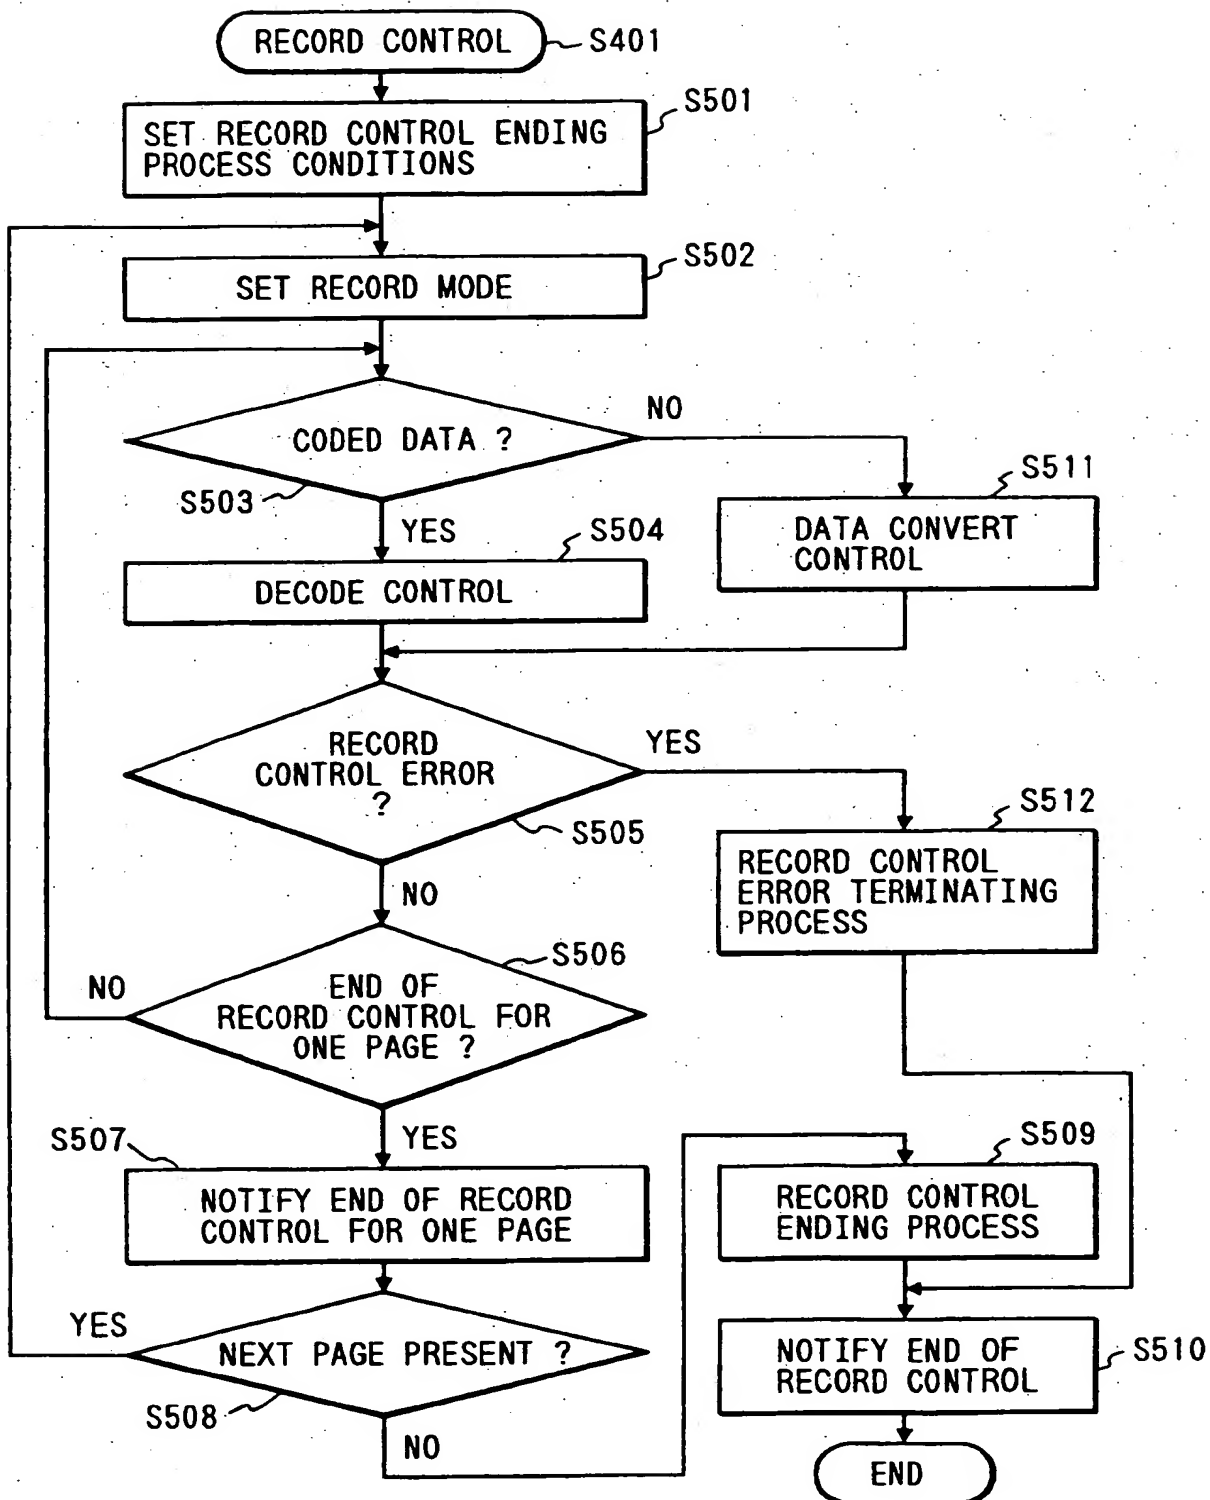 RECORD CONTROL
S401
S501
SET RECORD CONTROL ENDING
PROCESS CONDITIONS
S502
SET RECORD MODE
NO
CODED DATA ?
S503
S511
YES
S504
DATA CONVERT
CONTROL
DECODE CONTROL
RECORD
CONTROL ERROR
?
YES
S505
S512
RECORD CONTROL
ERROR TERMINATING
PROCESS
NO
S506
NO
END OF
RECORD CONTROL FOR
ONE PAGE ?
S507
YES
S509
NOTIFY END OF RECORD
CONTROL FOR ONE PAGE
RECORD CONTROL
ENDING PROCESS
YES
NEXT PAGE PRESENT ?
NOTIFY END OF
RECORD CONTROL
S510
S508
NO
END